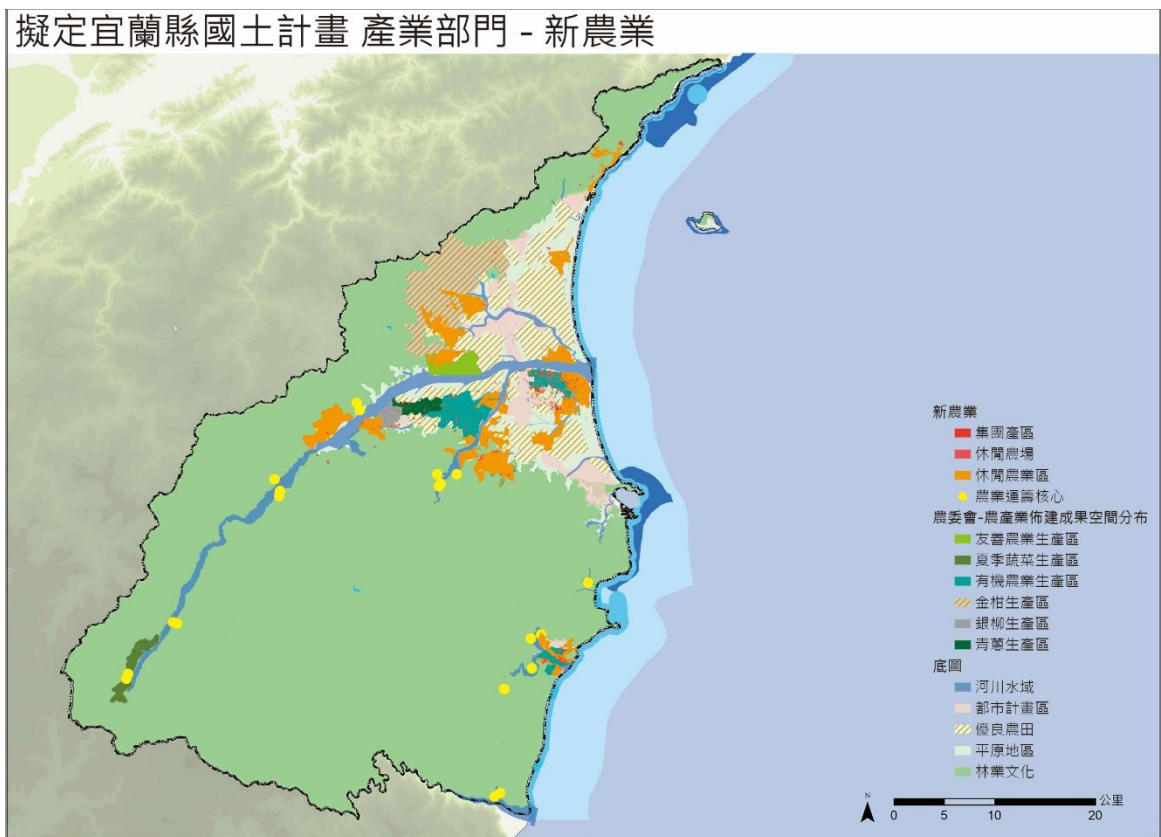 擬定宜蘭縣國土計畫 產業部門 - 新農業
新農業
集團產區
休閒農場
休閒農業區
農業運籌核心
農委會-農產業佈建成果空間分布
友善農業生產區
夏季蔬菜生產區
有機農業生產區
金柑生產區
銀柳生產區
青蔥生產區
底圖
河川水域
都市計畫區
優良農田
平原地區
林業文化
N
公里
0 5 10 20